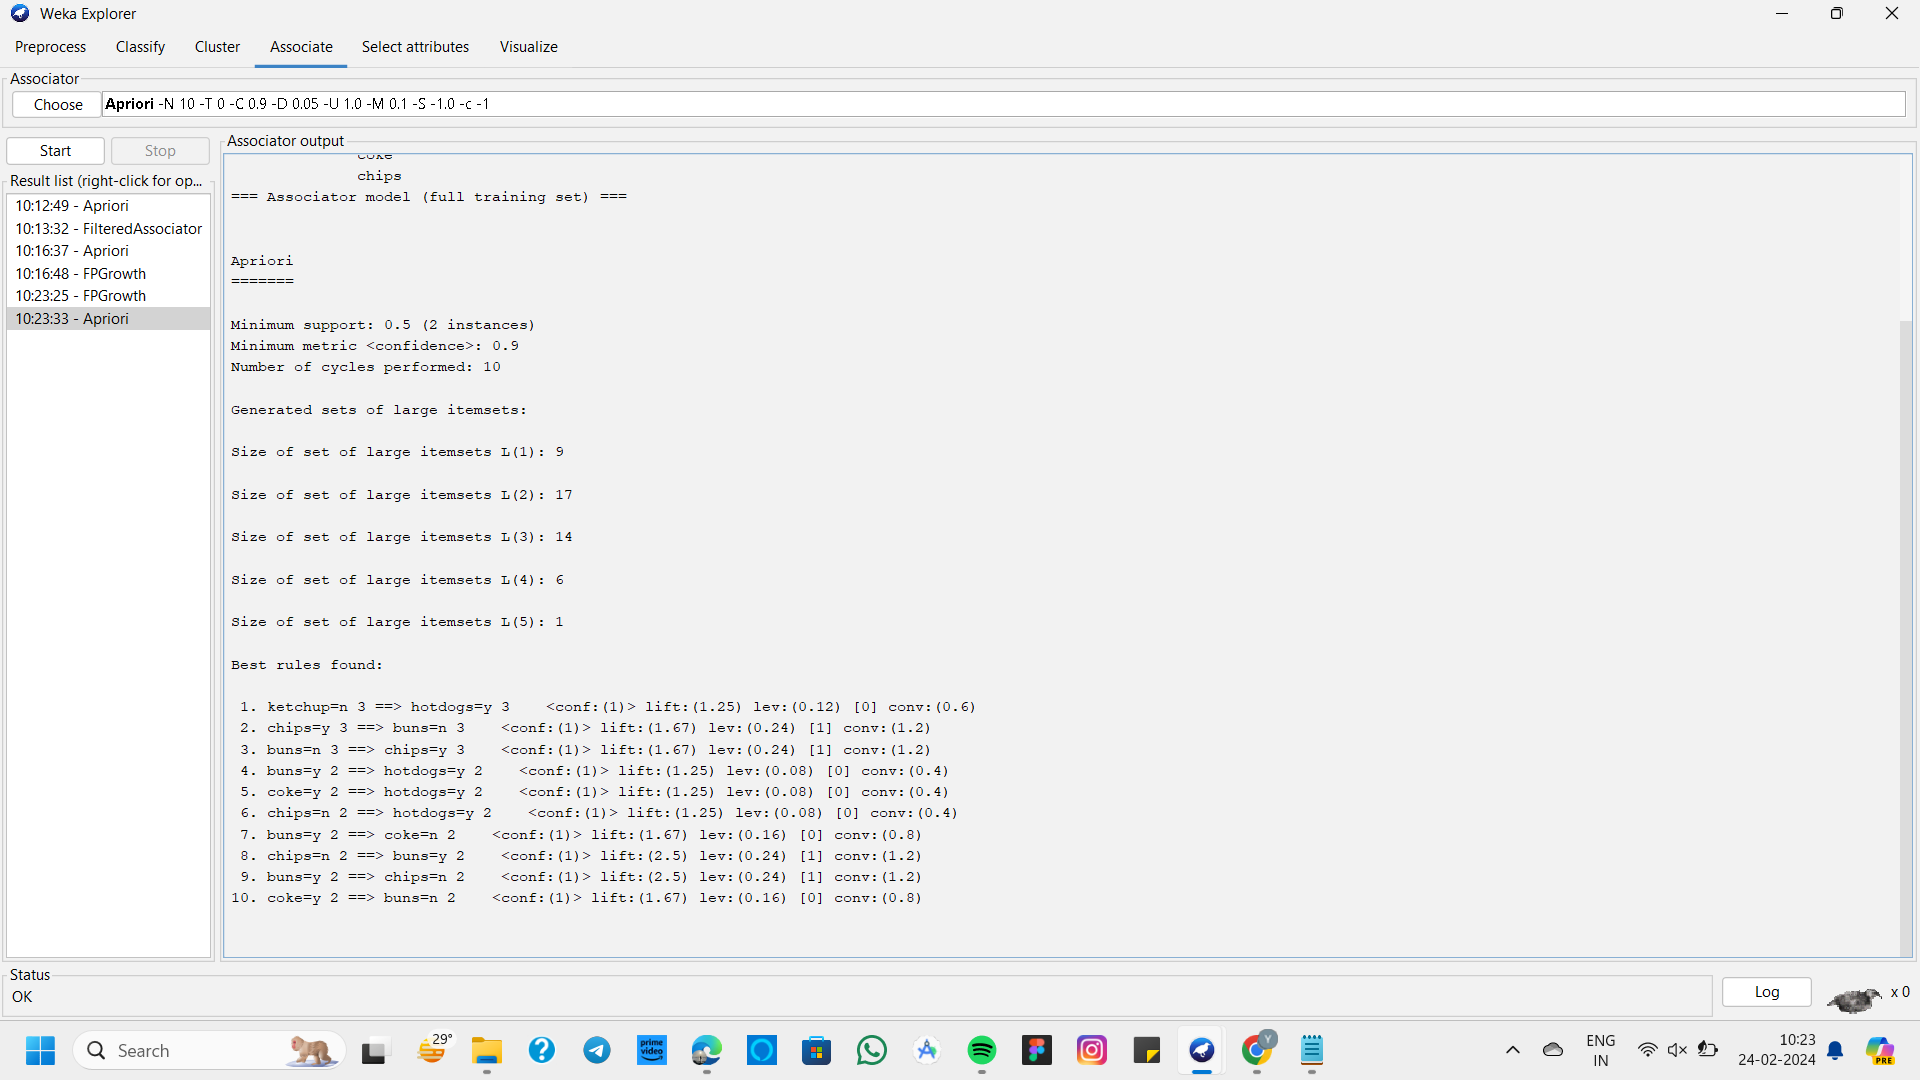 Weka Explorer
Preprocess Classify Cluster Associate Select attributes Visualize
Associator
Choose Apriori -N 10 -T 0 -C 0.9 -D 0.05 -U 1.0 -M 0.1 -S -1.0 -c -1
Start Stop
Result list (right-click for op...
10:12:49 - Apriori
10:13:32 - FilteredAssociator
10:16:37 - Apriori
10:16:48 - FPGrowth
10:23:25 - FPGrowth
10:23:33 - Apriori
Associator output
coke
chips
=== Associator model (full training set) ===
Apriori
=======
Minimum support: 0.5 (2 instances)
Minimum metric <confidence>: 0.9
Number of cycles performed: 10
Generated sets of large itemsets:
Size of set of large itemsets L(1): 9
Size of set of large itemsets L(2): 17
Size of set of large itemsets L(3): 14
Size of set of large itemsets L(4): 6
Size of set of large itemsets L(5): 1
Best rules found:
1. ketchup=n 3 ==> hotdogs=y 3 <conf:(1)> lift:(1.25) lev:(0.12) [0] conv:(0.6)
2. chips=y 3 ==> buns=n 3 <conf:(1)> lift:(1.67) lev:(0.24) [1] conv:(1.2)
3. buns=n 3 ==> chips=y 3 <conf:(1)> lift:(1.67) lev:(0.24) [1] conv:(1.2)
4. buns=y 2 ==> hotdogs=y 2 <conf:(1)> lift:(1.25) lev:(0.08) [0] conv:(0.4)
5. coke=y 2 ==> hotdogs=y 2 <conf:(1)> lift:(1.25) lev:(0.08) [0] conv:(0.4)
6. chips=n 2 ==> hotdogs=y 2 <conf:(1)> lift:(1.25) lev:(0.08) [0] conv:(0.4)
7. buns=y 2 ==> coke=n 2 <conf:(1)> lift:(1.67) lev:(0.16) [0] conv:(0.8)
8. chips=n 2 ==> buns=y 2 <conf:(1)> lift:(2.5) lev:(0.24) [1] conv:(1.2)
9. buns=y 2 ==> chips=n 2 <conf:(1)> lift:(2.5) lev:(0.24) [1] conv:(1.2)
10. coke=y 2 ==> buns=n 2 <conf:(1)> lift:(1.67) lev:(0.16) [0] conv:(0.8)
Status
OK
Log x 0
Search
29°
prime video
Y
ENG
IN
10:23
24-02-2024
PRE